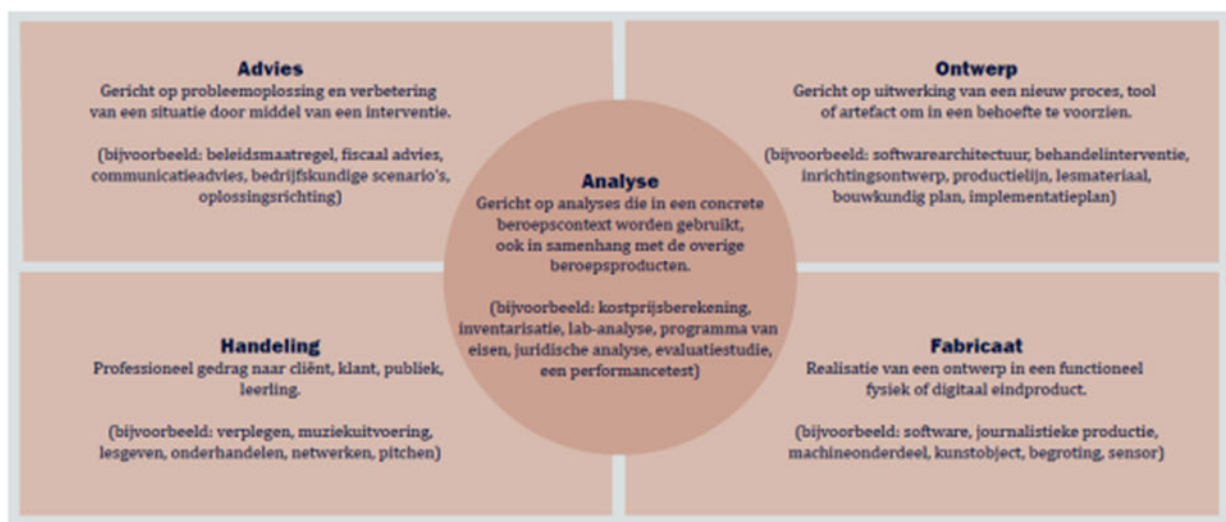 Advies
Gericht op probleemoplossing en verbetering
van een situatie door middel van een interventie.
(bijvoorbeeld: beleidsmaatregel, fiscaal advies,
communicatieadvies, bedrijfskundige scenario's,
oplossingsrichting)
Ontwerp
Gericht op uitwerking van een nieuw proces, tool
of artefact om in een behoefte te voorzien.
(bijvoorbeeld: softwarearchitectuur, behandelinterventie,
inrichtingsontwerp, productielijn, lesmateriaal,
bouwkundig plan, implementatieplan)
Analyse
Gericht op analyses die in een concrete
beroepscontext worden gebruikt,
ook in samenhang met de overige
beroepsproducten.
(bijvoorbeeld: kostprijsberekening,
inventarisatie, lab-analyse, programma van
eisen, juridische analyse, evaluatiestudie,
een performancetest)
Handeling
Professioneel gedrag naar cliënt, klant, publiek,
leerling.
(bijvoorbeeld: verplegen, muziekuitvoering,
lesgeven, onderhandelen, netwerken, pitchen)
Fabricaat
Realisatie van een ontwerp in een functioneel
fysiek of digitaal eindproduct.
(bijvoorbeeld: software, journalistieke productie,
machineonderdeel, kunstobject, begroting, sensor)